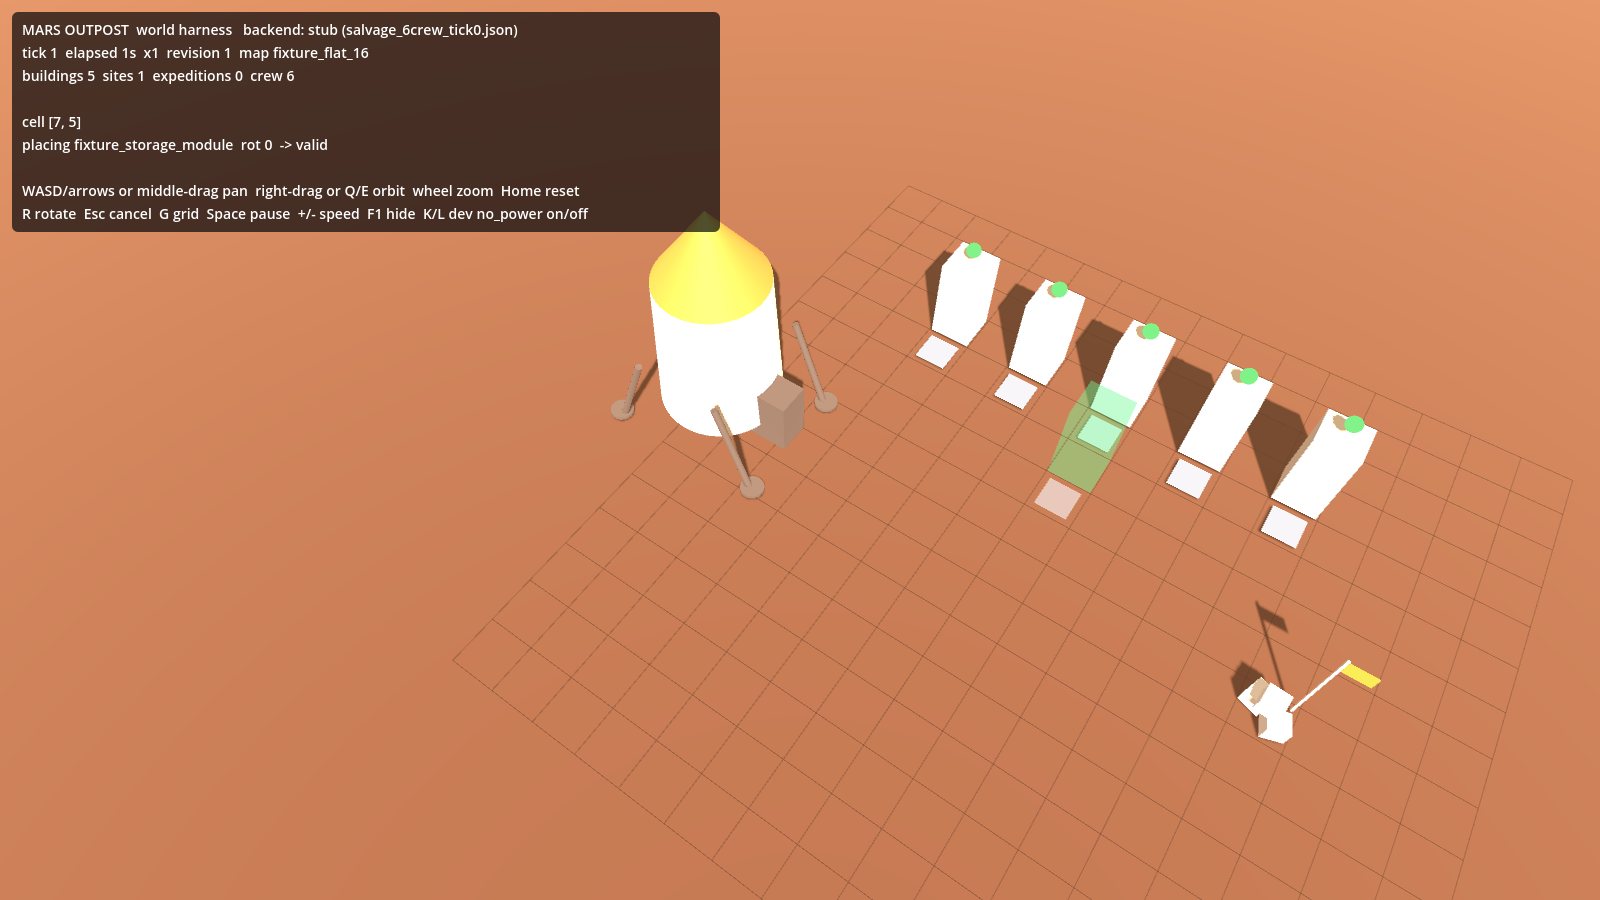 MARS OUTPOST  world harness   backend: stub (salvage_6crew_tick0.json)
tick 1  elapsed 1s  x1  revision 1  map fixture_flat_16
buildings 5  sites 1  expeditions 0  crew 6
cell [7, 5]
placing fixture_storage_module  rot 0  -> valid
WASD/arrows or middle-drag pan  right-drag or Q/E orbit  wheel zoom  Home reset
R rotate  Esc cancel  G grid  Space pause  +/- speed  F1 hide  K/L dev no_power on/off